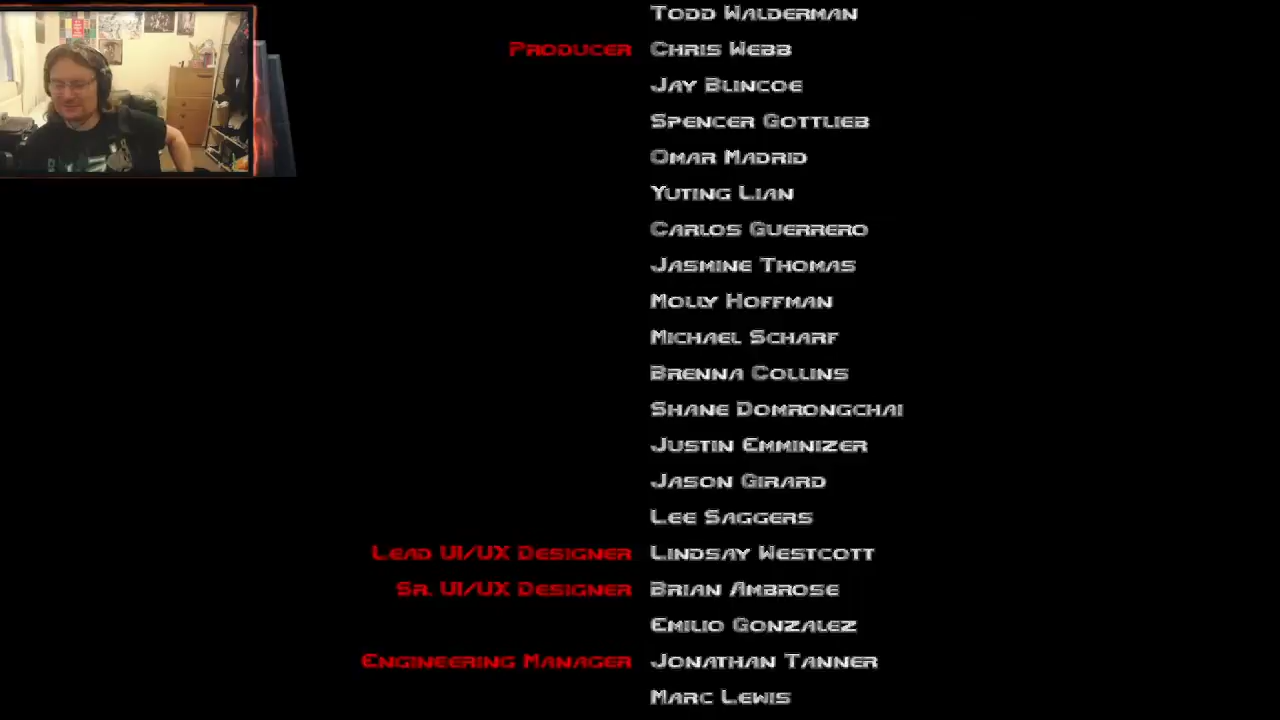 Todd Walderman
Producer Chris Webb
Jay Blincoe
Spencer Gottlieb
Omar Madrid
Yuting Lian
Carlos Guerrero
Jasmine Thomas
Molly Hoffman
Michael Scharf
Brenna Collins
Shane Domrongchai
Justin Emminizer
Jason Girard
Lee Saggers
Lead UI/UX Designer Lindsay Westcott
Sr. UI/UX Designer Brian Ambrose
Emilio Gonzalez
Engineering Manager Jonathan Tanner
Marc Lewis